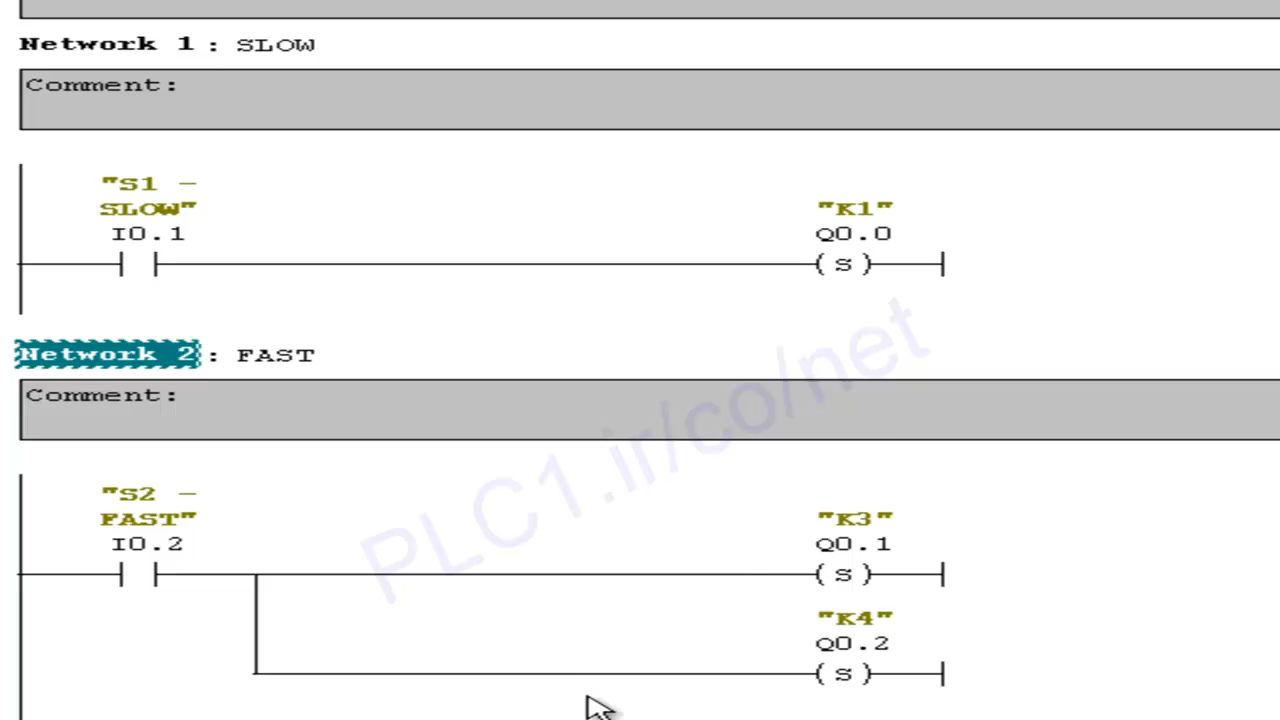 Network 1 : SLOW
Comment:
"S1 -
SLOW"
I0.1
"K1"
Q0.0
( S )
Network 2 : FAST
Comment:
"S2 -
FAST"
I0.2
"K3"
Q0.1
( S )
"K4"
Q0.2
( S )
PLC1.ir/co/net